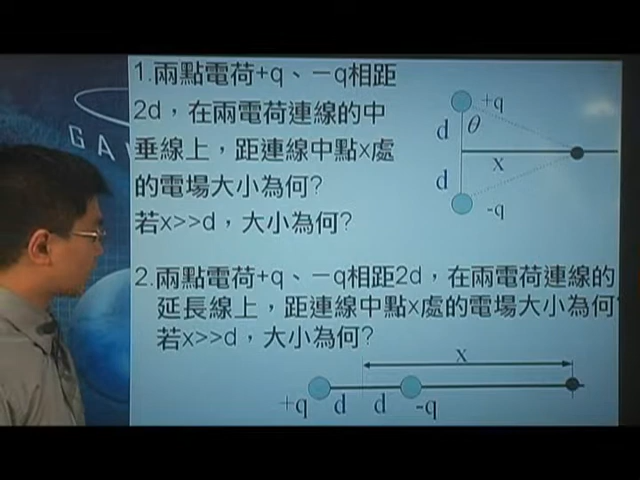 1.兩點電荷+q、－q相距
2d，在兩電荷連線的中
垂線上，距連線中點x處
的電場大小為何?
若x>>d，大小為何?
+q
d
θ
x
d
-q
2.兩點電荷+q、－q相距2d，在兩電荷連線的
延長線上，距連線中點x處的電場大小為何?
若x>>d，大小為何?
x
+q d d -q
GA